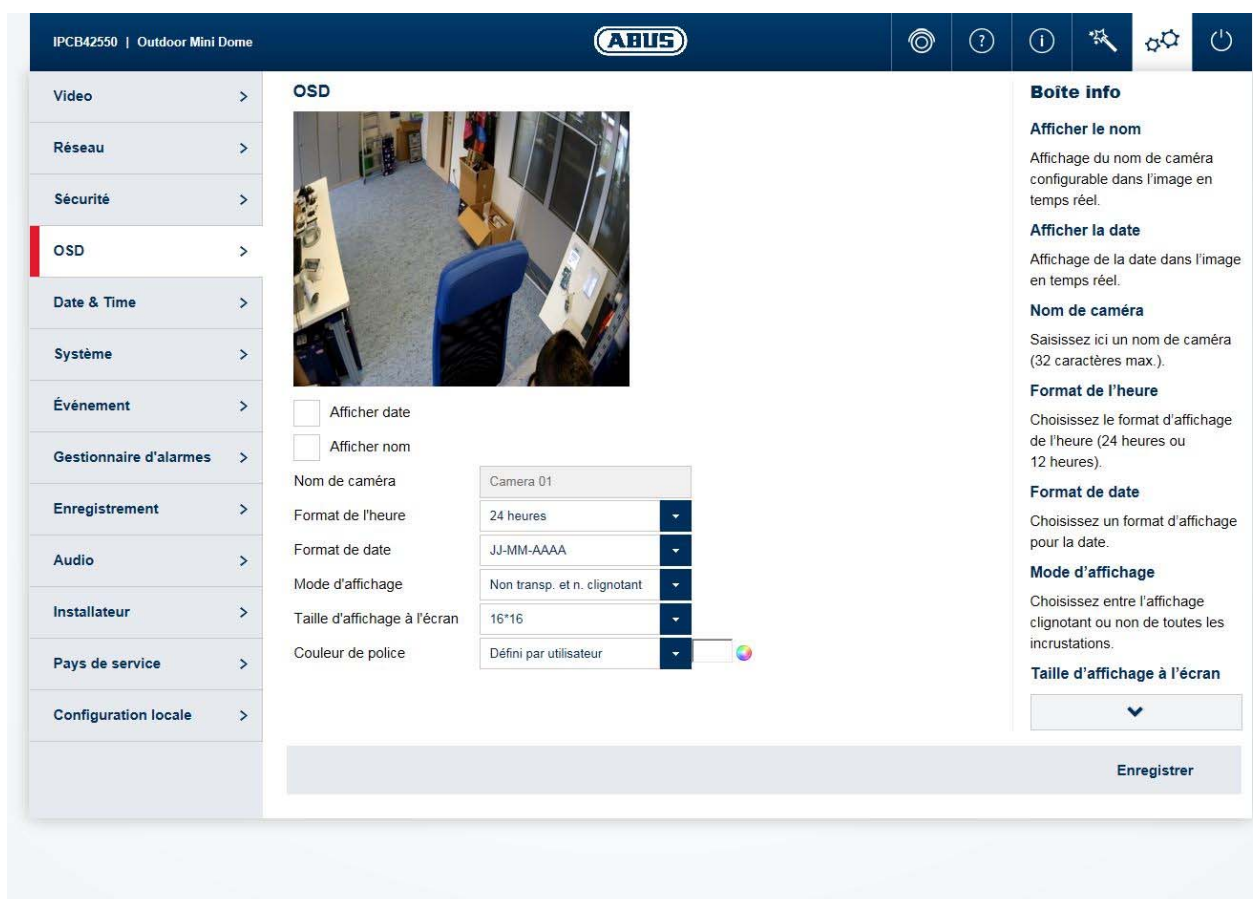 IPCB42550 | Outdoor Mini Dome
ABUS
Video
Réseau
Sécurité
OSD
Date & Time
Système
Événement
Gestionnaire d'alarmes
Enregistrement
Audio
Installateur
Pays de service
Configuration locale
OSD
Afficher date
Afficher nom
Nom de caméra
Camera 01
Format de l'heure
24 heures
Format de date
JJ-MM-AAAA
Mode d'affichage
Non transp. et n. clignotant
Taille d'affichage à l'écran
16*16
Couleur de police
Défini par utilisateur
Boîte info
Afficher le nom
Affichage du nom de caméra
configurable dans l'image en
temps réel.
Afficher la date
Affichage de la date dans l'image
en temps réel.
Nom de caméra
Saisissez ici un nom de caméra
(32 caractères max.).
Format de l'heure
Choisissez le format d'affichage
de l'heure (24 heures ou
12 heures).
Format de date
Choisissez un format d'affichage
pour la date.
Mode d'affichage
Choisissez entre l'affichage
clignotant ou non de toutes les
incrustations.
Taille d'affichage à l'écran
Enregistrer